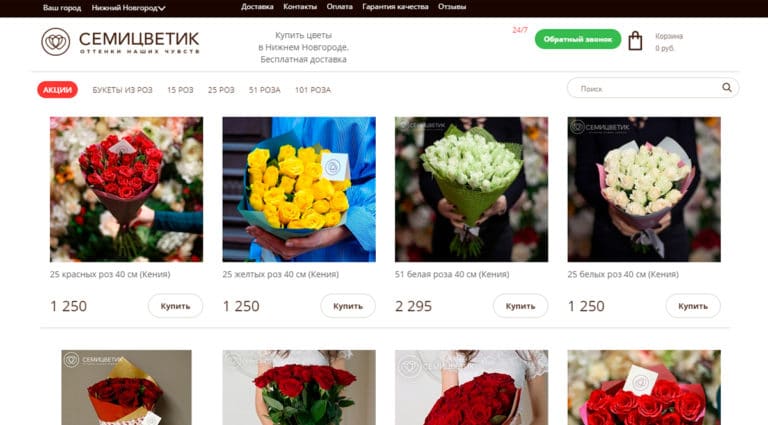 Ваш город Нижний Новгород Доставка Контакты Оплата Гарантия качества Отзывы
СЕМИЦВЕТИК
ОТТЕНКИ НАШИХ ЧУВСТВ
Купить цветы
в Нижнем Новгороде.
Бесплатная доставка
24/7
Обратный звонок
Корзина
0 руб.
АКЦИИ БУКЕТЫ ИЗ РОЗ 15 РОЗ 25 РОЗ 51 РОЗА 101 РОЗА
Поиск
СЕМИЦВЕТИК
СЕМИЦВЕТИК
25 красных роз 40 см (Кения)
25 желтых роз 40 см (Кения)
51 белая роза 40 см (Кения)
25 белых роз 40 см (Кения)
1 250 Купить
1 250 Купить
2 295 Купить
1 250 Купить
СЕМИЦВЕТИК
СЕМИЦВЕТИК
СЕМИЦВЕТИК